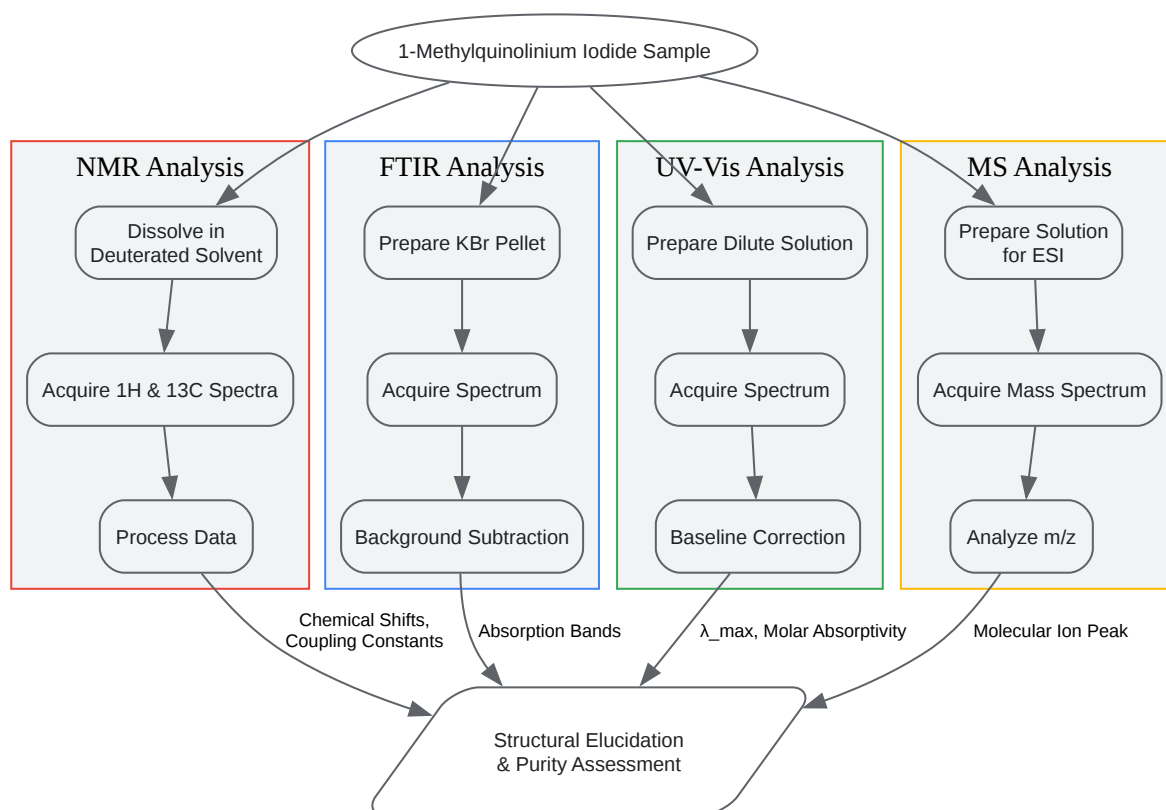 1-Methylquinolinium Iodide Sample
NMR Analysis
FTIR Analysis
UV-Vis Analysis
MS Analysis
Dissolve in
Deuterated Solvent
Prepare KBr Pellet
Prepare Dilute Solution
Prepare Solution
for ESI
Acquire 1H & 13C Spectra
Acquire Spectrum
Acquire Spectrum
Acquire Mass Spectrum
Process Data
Background Subtraction
Baseline Correction
Analyze m/z
Chemical Shifts,
Coupling Constants
Absorption Bands
λ_max, Molar Absorptivity
Molecular Ion Peak
Structural Elucidation
& Purity Assessment